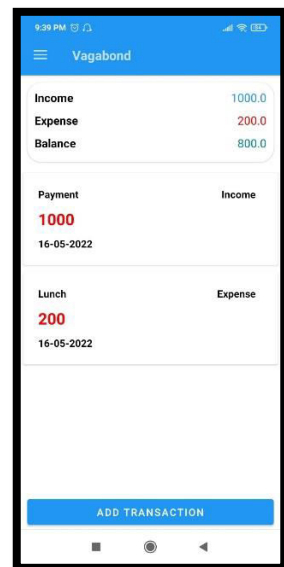 9:39 PM
Vagabond
Income 1000.0
Expense 200.0
Balance 800.0
Payment Income
1000
16-05-2022
Lunch Expense
200
16-05-2022
ADD TRANSACTION